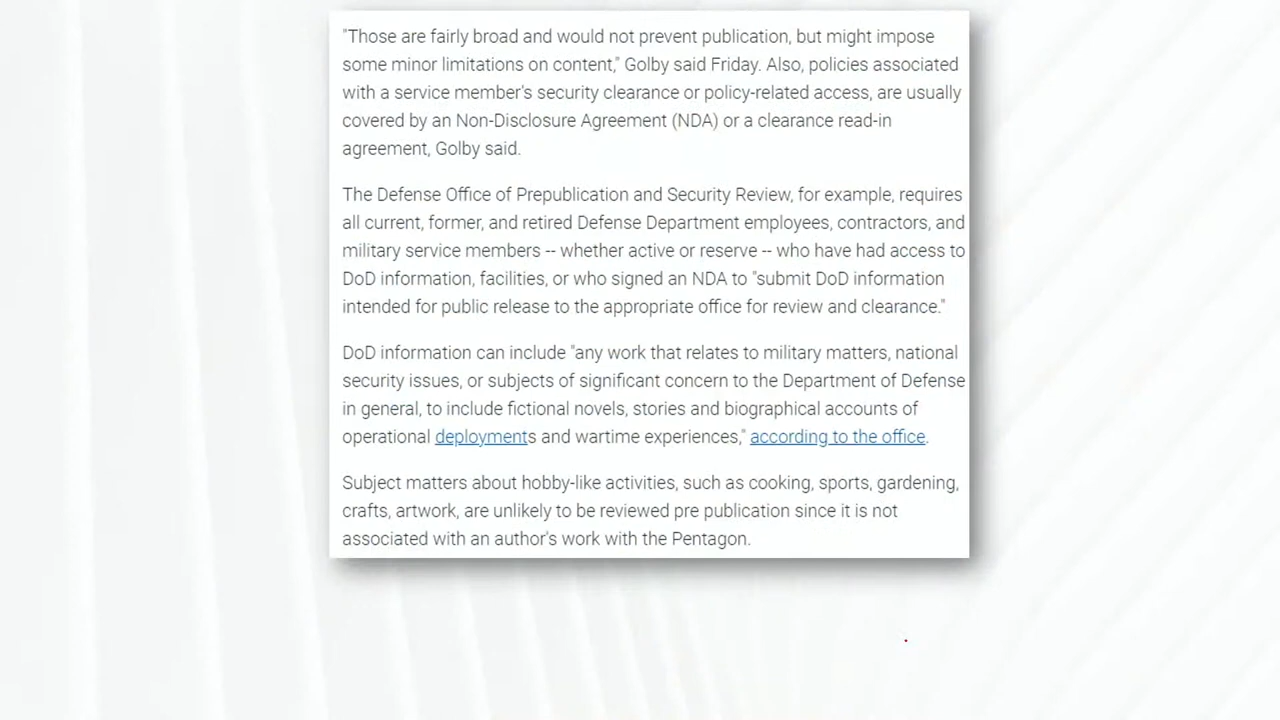 "Those are fairly broad and would not prevent publication, but might impose
some minor limitations on content," Golby said Friday. Also, policies associated
with a service member's security clearance or policy-related access, are usually
covered by an Non-Disclosure Agreement (NDA) or a clearance read-in
agreement, Golby said.
The Defense Office of Prepublication and Security Review, for example, requires
all current, former, and retired Defense Department employees, contractors, and
military service members -- whether active or reserve -- who have had access to
DoD information, facilities, or who signed an NDA to "submit DoD information
intended for public release to the appropriate office for review and clearance."
DoD information can include "any work that relates to military matters, national
security issues, or subjects of significant concern to the Department of Defense
in general, to include fictional novels, stories and biographical accounts of
operational deployments and wartime experiences," according to the office.
Subject matters about hobby-like activities, such as cooking, sports, gardening,
crafts, artwork, are unlikely to be reviewed pre publication since it is not
associated with an author's work with the Pentagon.